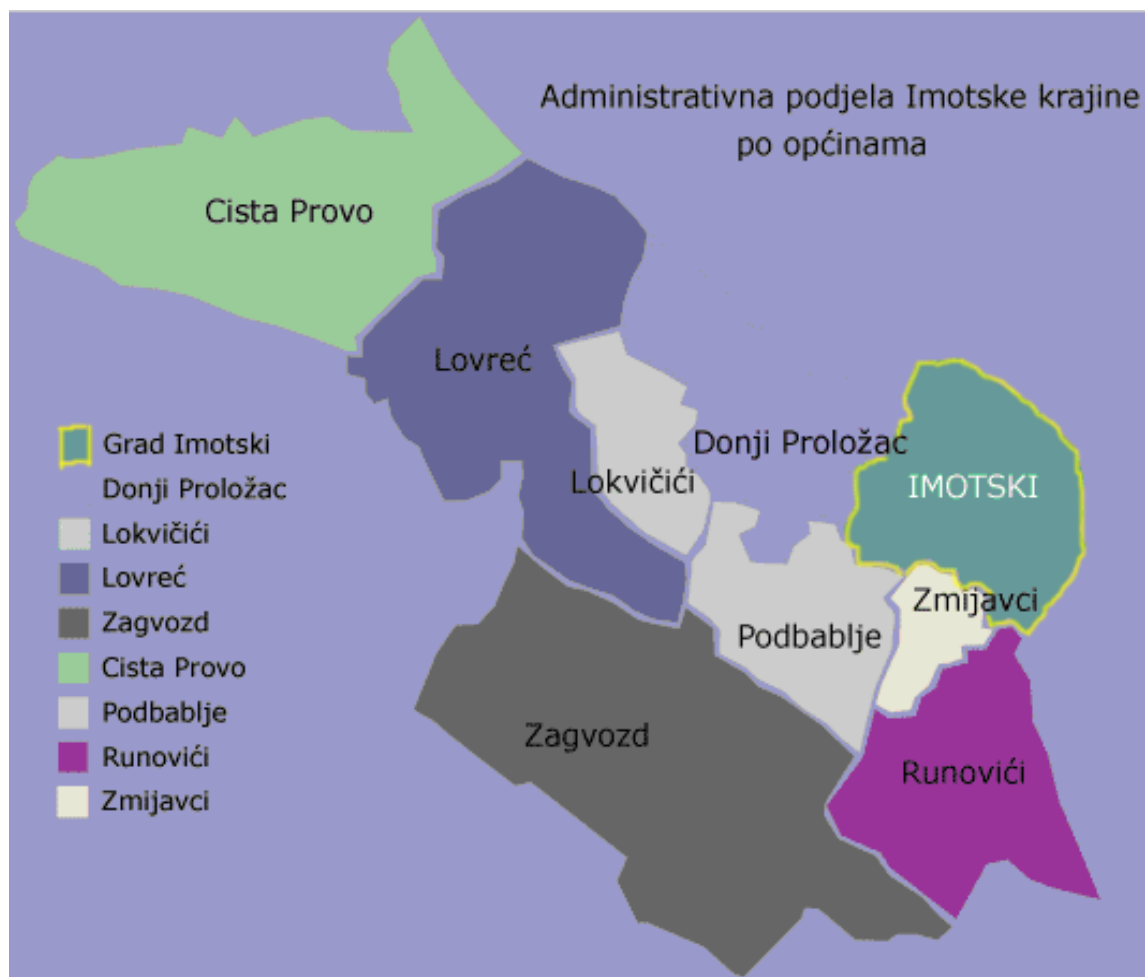 Administrativna podjela Imotske krajine
po općinama
Cista Provo
Lovreć
Donji Proložac
Lokvičići
IMOTSKI
Zmijavci
Podbablje
Zagvozd
Runovići
Grad Imotski
Donji Proložac
Lokvičići
Lovreć
Zagvozd
Cista Provo
Podbablje
Runovići
Zmijavci